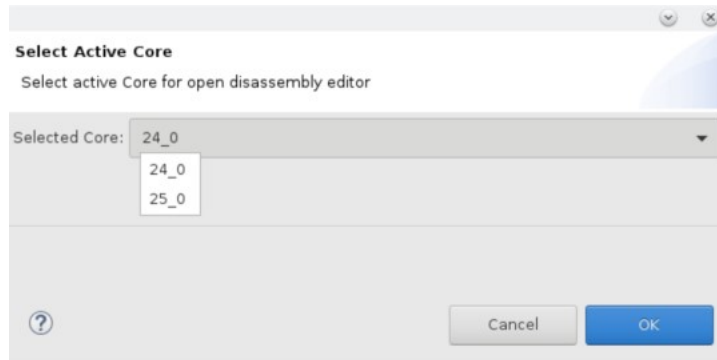 Select Active Core
Select active Core for open disassembly editor
Selected Core: 24_0
24_0
25_0
?
Cancel OK